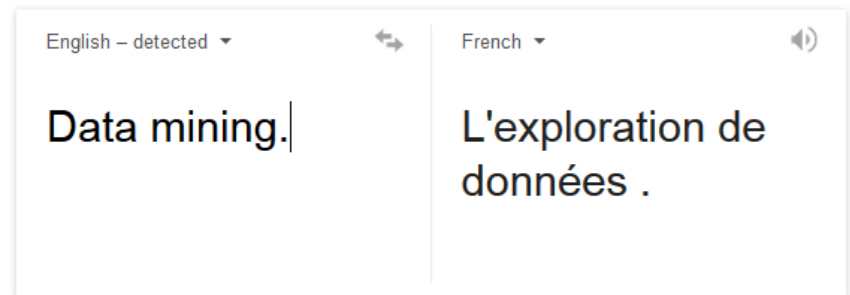 English – detected
French
Data mining.
L'exploration de
données .